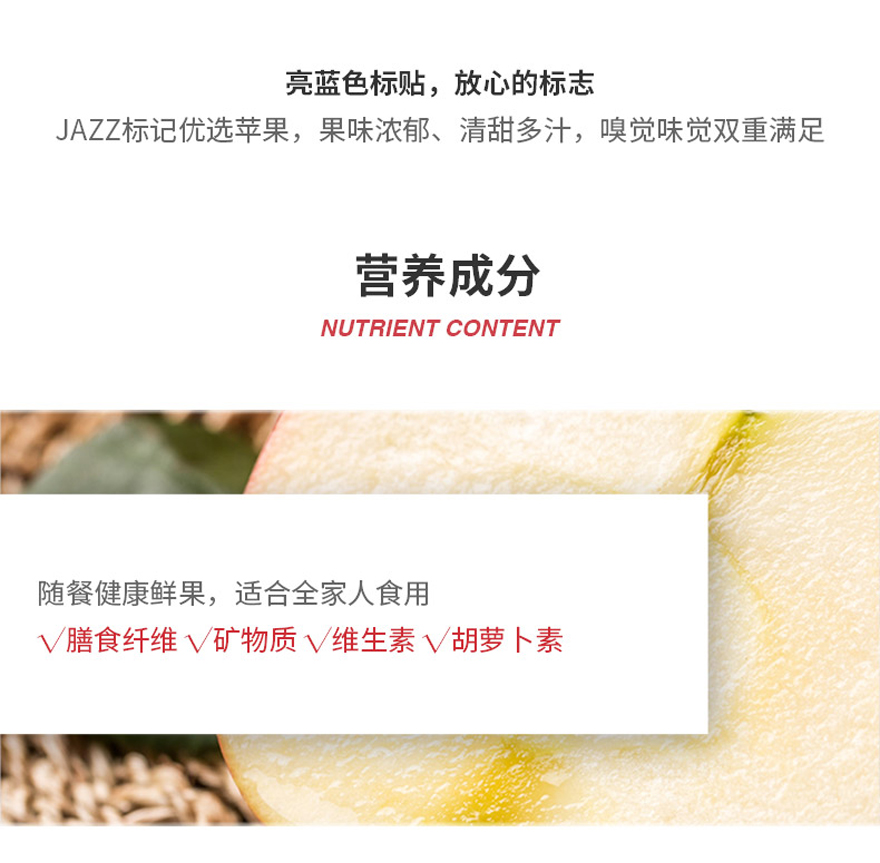 亮蓝色标贴，放心的标志
JAZZ标记优选苹果，果味浓郁、清甜多汁，嗅觉味觉双重满足
营养成分
NUTRIENT CONTENT
随餐健康鲜果，适合全家人食用
√膳食纤维 √矿物质 √维生素 √胡萝卜素